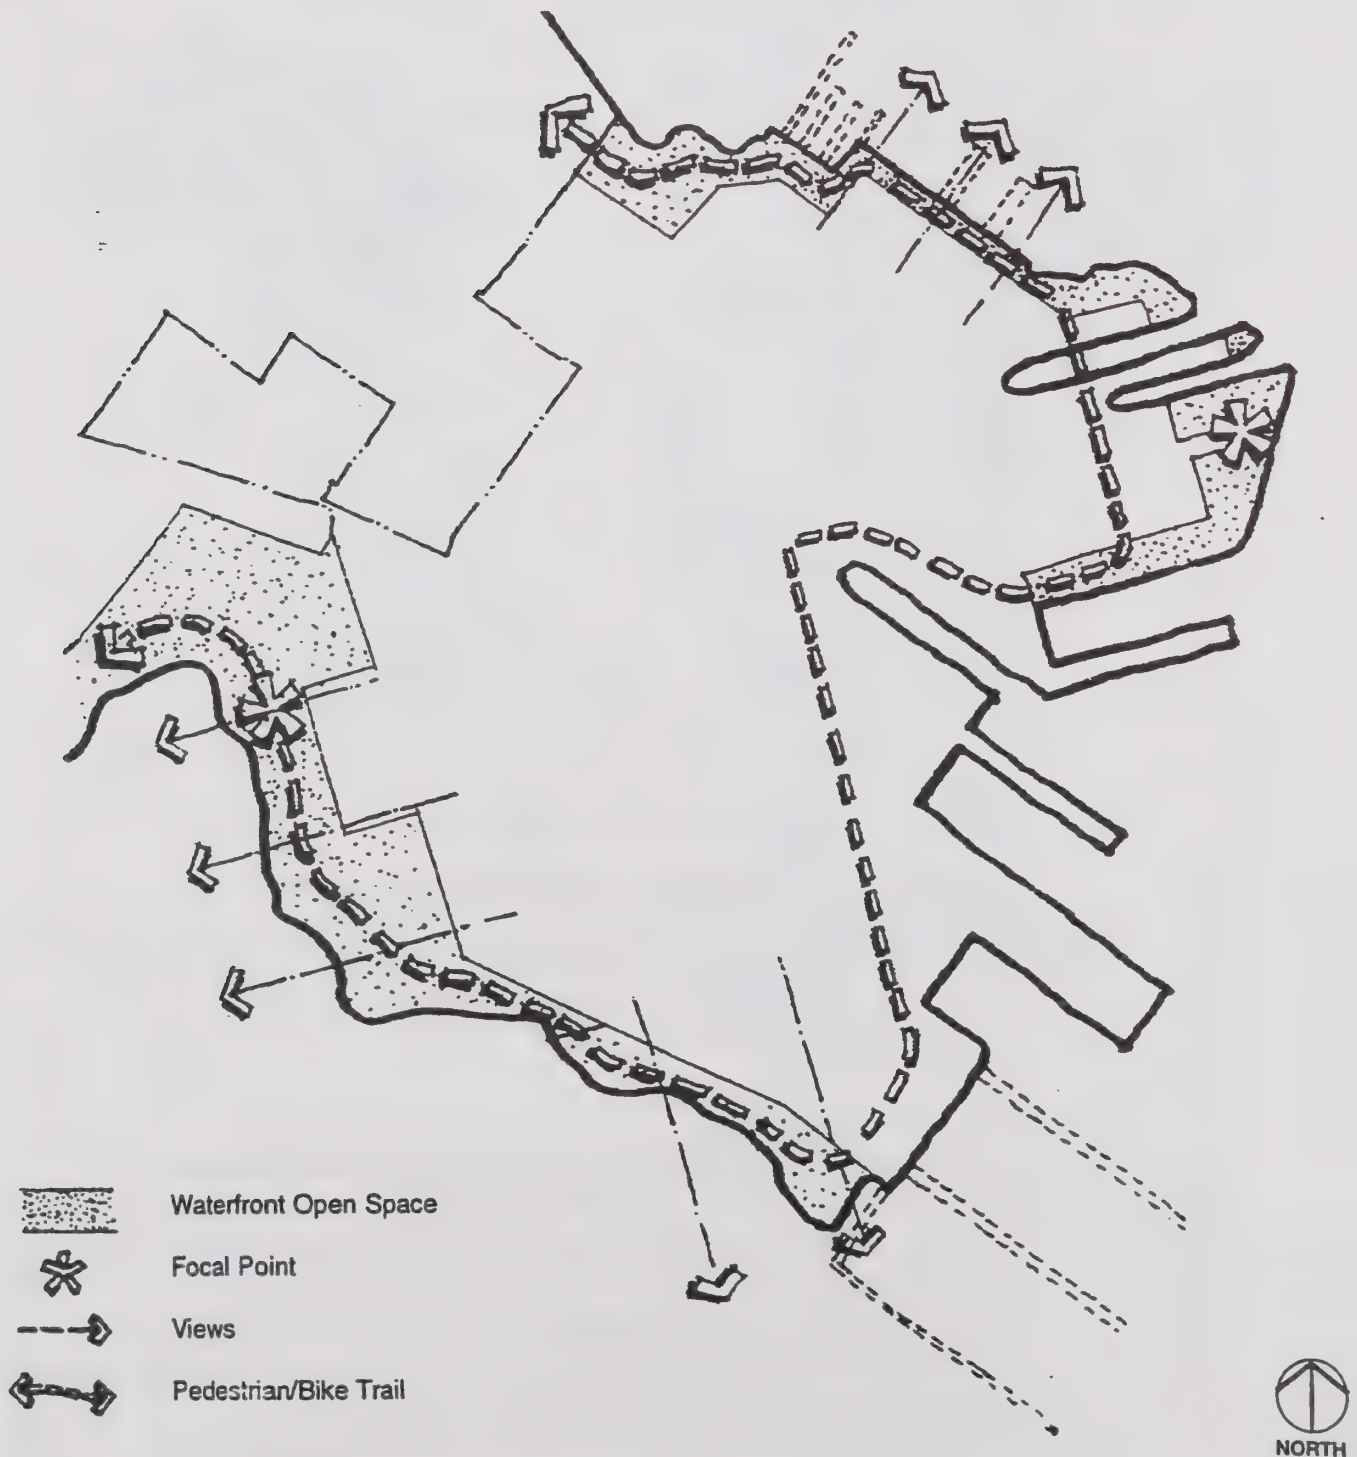 Waterfront Open Space
Focal Point
Views
Pedestrian/Bike Trail
NORTH